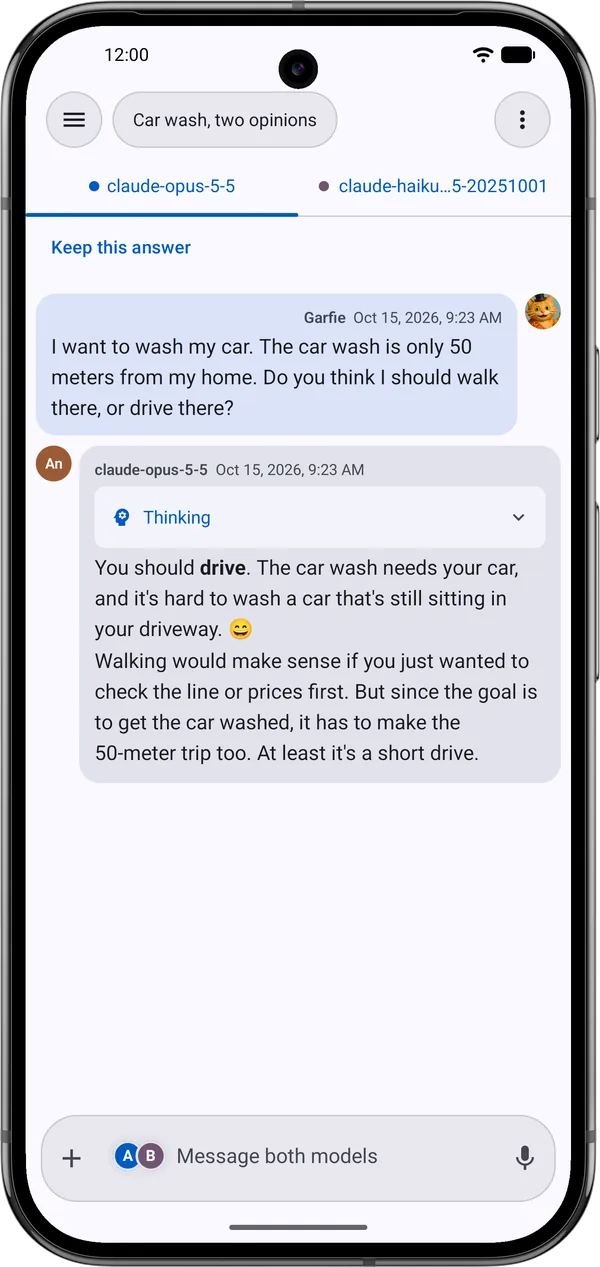 12:00
Car wash, two opinions
claude-opus-5-5
claude-haiku...5-20251001
Keep this answer
Garfie Oct 15, 2026, 9:23 AM
I want to wash my car. The car wash is only 50
meters from my home. Do you think I should walk
there, or drive there?
An
claude-opus-5-5 Oct 15, 2026, 9:23 AM
Thinking
You should drive. The car wash needs your car,
and it's hard to wash a car that's still sitting in
your driveway. 😄
Walking would make sense if you just wanted to
check the line or prices first. But since the goal is
to get the car washed, it has to make the
50-meter trip too. At least it's a short drive.
A B Message both models